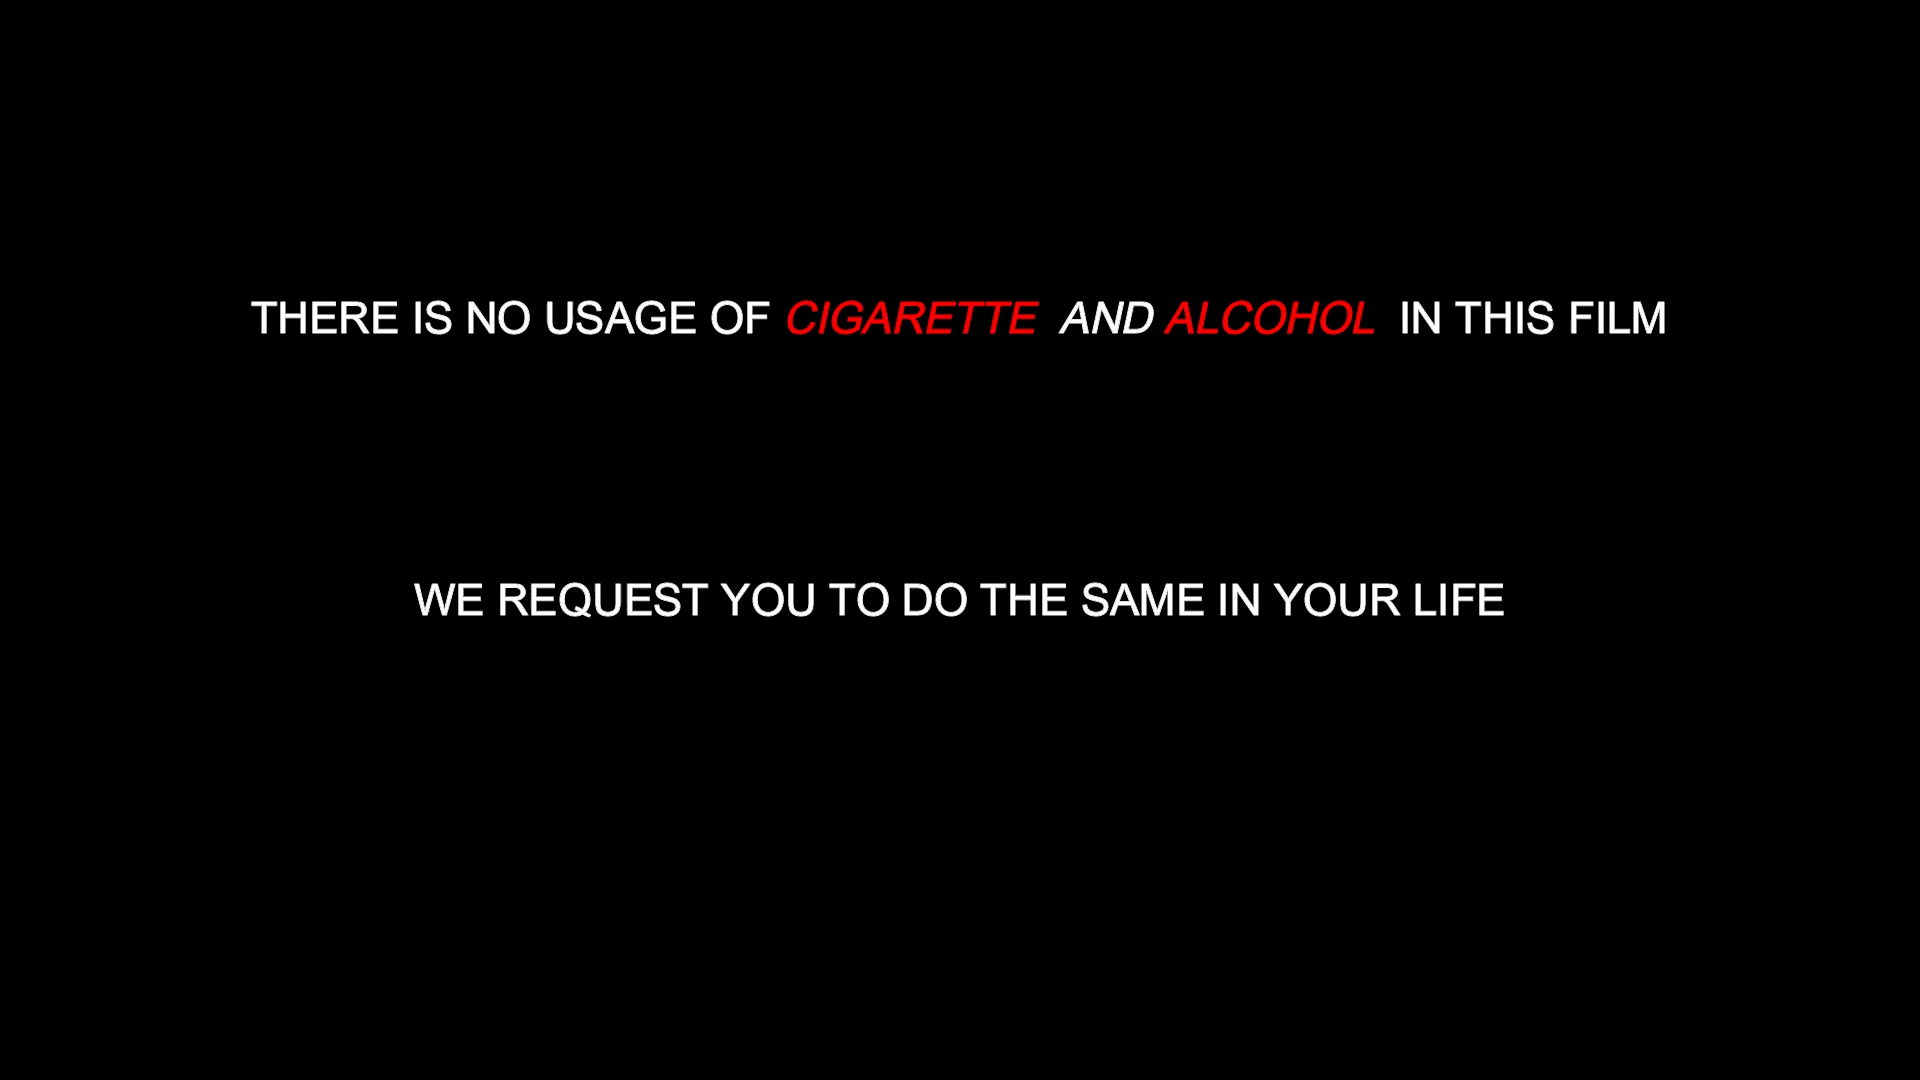 THERE IS NO USAGE OF CIGARETTE AND ALCOHOL IN THIS FILM
WE REQUEST YOU TO DO THE SAME IN YOUR LIFE